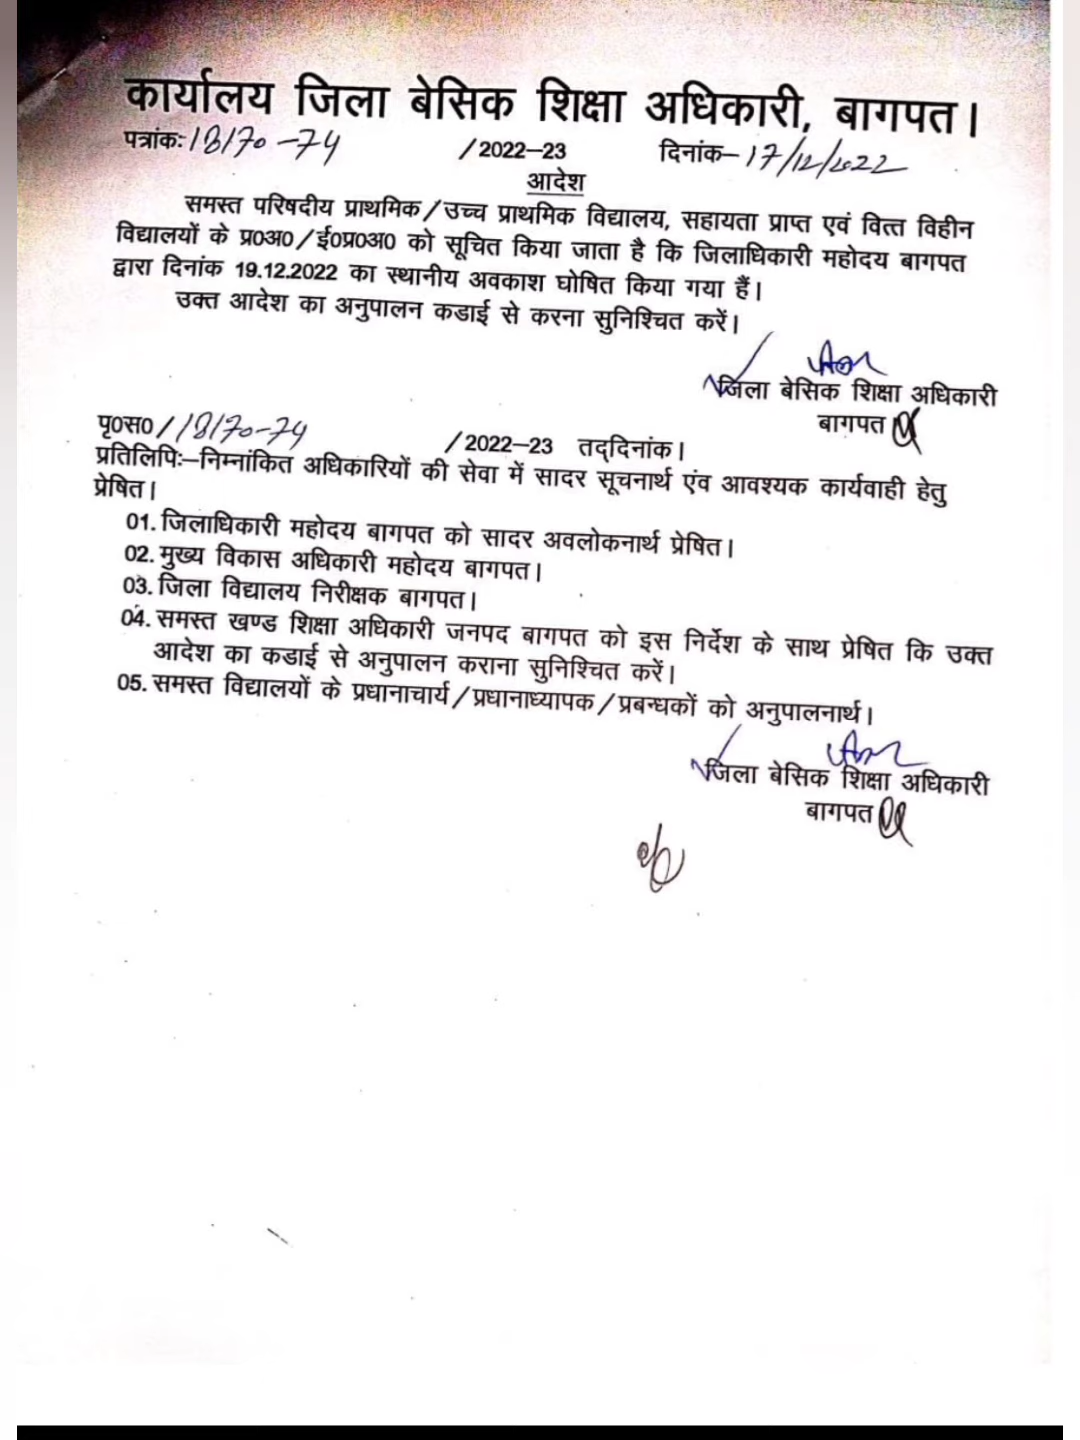 कार्यालय जिला बेसिक शिक्षा अधिकारी, बागपत।
पत्रांकः-18170-74 /2022-23 दिनांक-17/12/2022
आदेश
समस्त परिषदीय प्राथमिक/उच्च प्राथमिक विद्यालय, सहायता प्राप्त एवं वित्त विहीन
विद्यालयों के प्र0अ0/ई0प्र0अ0 को सूचित किया जाता है कि जिलाधिकारी महोदय बागपत
द्वारा दिनांक 19.12.2022 का स्थानीय अवकाश घोषित किया गया हैं।
उक्त आदेश का अनुपालन कडाई से करना सुनिश्चित करें।
जिला बेसिक शिक्षा अधिकारी
बागपत
पृ0स0/18170-74 /2022-23 तद्दिनांक।
प्रतिलिपिः-निम्नांकित अधिकारियों की सेवा में सादर सूचनार्थ एंव आवश्यक कार्यवाही हेतु
प्रेषित।
01. जिलाधिकारी महोदय बागपत को सादर अवलोकनार्थ प्रेषित।
02. मुख्य विकास अधिकारी महोदय बागपत।
03. जिला विद्यालय निरीक्षक बागपत।
04. समस्त खण्ड शिक्षा अधिकारी जनपद बागपत को इस निर्देश के साथ प्रेषित कि उक्त
आदेश का कडाई से अनुपालन कराना सुनिश्चित करें।
05. समस्त विद्यालयों के प्रधानाचार्य/प्रधानाध्यापक/प्रबन्धकों को अनुपालनार्थ।
जिला बेसिक शिक्षा अधिकारी
बागपत